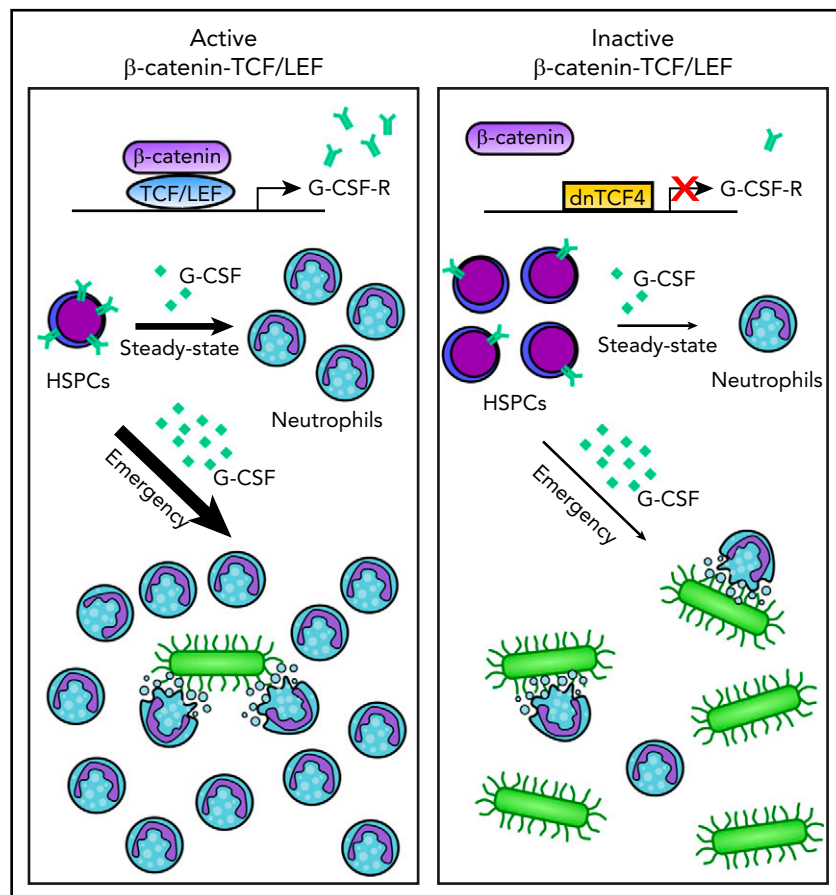 Active
β-catenin-TCF/LEF
β-catenin
TCF/LEF
G-CSF-R
G-CSF
Steady-state
HSPCs
Neutrophils
G-CSF
Emergency
Inactive
β-catenin-TCF/LEF
β-catenin
dnTCF4
G-CSF-R
G-CSF
Steady-state
HSPCs
Neutrophils
G-CSF
Emergency